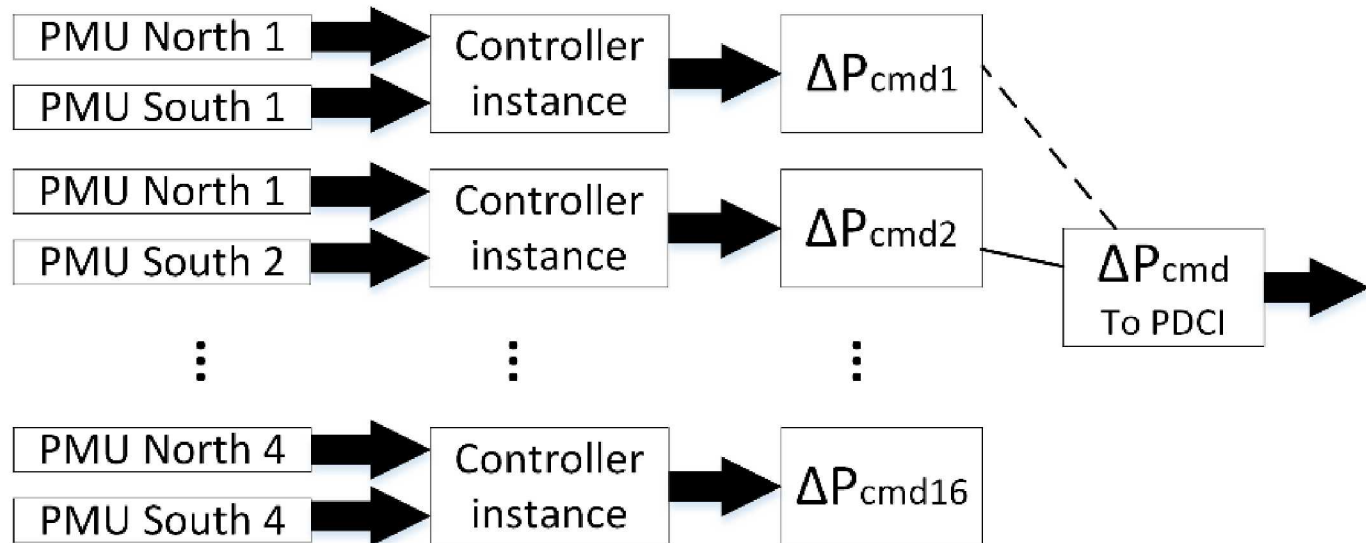 PMU North 1
PMU South 1
Controller
instance
ΔPcmd1
PMU North 1
PMU South 2
Controller
instance
ΔPcmd2
ΔPcmd
To PDCI
PMU North 4
PMU South 4
Controller
instance
ΔPcmd16